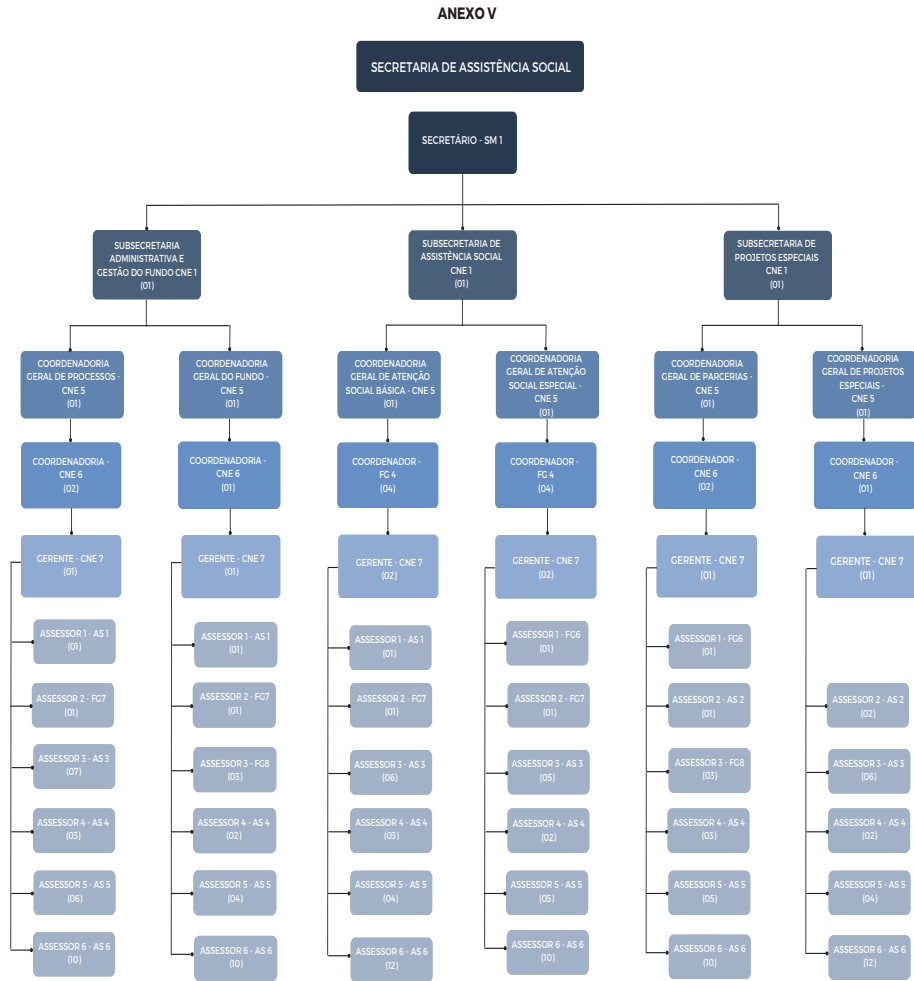 ANEXO V
SECRETARIA DE ASSISTÊNCIA SOCIAL
SECRETÁRIO - SM 1
SUBSECRETARIA
ADMINISTRATIVA E
GESTÃO DO FUNDO CNE 1
(01)
SUBSECRETARIA DE
ASSISTÊNCIA SOCIAL
CNE 1
(01)
SUBSECRETARIA DE
PROJETOS ESPECIAIS
CNE 1
(01)
COORDENADORIA
GERAL DE PROCESSOS -
CNE 5
(01)
COORDENADORIA
GERAL DO FUNDO -
CNE 5
(01)
COORDENADORIA
GERAL DE ATENÇÃO
SOCIAL BÁSICA - CNE 5
(01)
COORDENADORIA
GERAL DE ATENÇÃO
SOCIAL ESPECIAL -
CNE 5
(01)
COORDENADORIA
GERAL DE PARCERIAS -
CNE 5
(01)
COORDENADORIA
GERAL DE PROJETOS
ESPECIAIS -
CNE 5
(01)
COORDENADORIA -
CNE 6
(02)
COORDENADORIA -
CNE 6
(01)
COORDENADOR -
FG 4
(04)
COORDENADOR -
FG 4
(04)
COORDENADOR -
CNE 6
(02)
COORDENADOR -
CNE 6
(01)
GERENTE - CNE 7
(01)
GERENTE - CNE 7
(01)
GERENTE - CNE 7
(02)
GERENTE - CNE 7
(02)
GERENTE - CNE 7
(01)
GERENTE - CNE 7
(01)
ASSESSOR 1 - AS 1
(01)
ASSESSOR 1 - AS 1
(01)
ASSESSOR 1 - AS 1
(01)
ASSESSOR 1 - FG6
(01)
ASSESSOR 1 - FG6
(01)
ASSESSOR 2 - FG7
(01)
ASSESSOR 2 - FG7
(01)
ASSESSOR 2 - FG7
(01)
ASSESSOR 2 - FG7
(01)
ASSESSOR 2 - AS 2
(01)
ASSESSOR 2 - AS 2
(02)
ASSESSOR 3 - AS 3
(07)
ASSESSOR 3 - FG8
(03)
ASSESSOR 3 - AS 3
(06)
ASSESSOR 3 - AS 3
(05)
ASSESSOR 3 - FG8
(03)
ASSESSOR 3 - AS 3
(06)
ASSESSOR 4 - AS 4
(03)
ASSESSOR 4 - AS 4
(02)
ASSESSOR 4 - AS 4
(03)
ASSESSOR 4 - AS 4
(02)
ASSESSOR 4 - AS 4
(03)
ASSESSOR 4 - AS 4
(02)
ASSESSOR 5 - AS 5
(06)
ASSESSOR 5 - AS 5
(04)
ASSESSOR 5 - AS 5
(04)
ASSESSOR 5 - AS 5
(05)
ASSESSOR 5 - AS 5
(05)
ASSESSOR 5 - AS 5
(04)
ASSESSOR 6 - AS 6
(10)
ASSESSOR 6 - AS 6
(10)
ASSESSOR 6 - AS 6
(12)
ASSESSOR 6 - AS 6
(10)
ASSESSOR 6 - AS 6
(10)
ASSESSOR 6 - AS 6
(12)